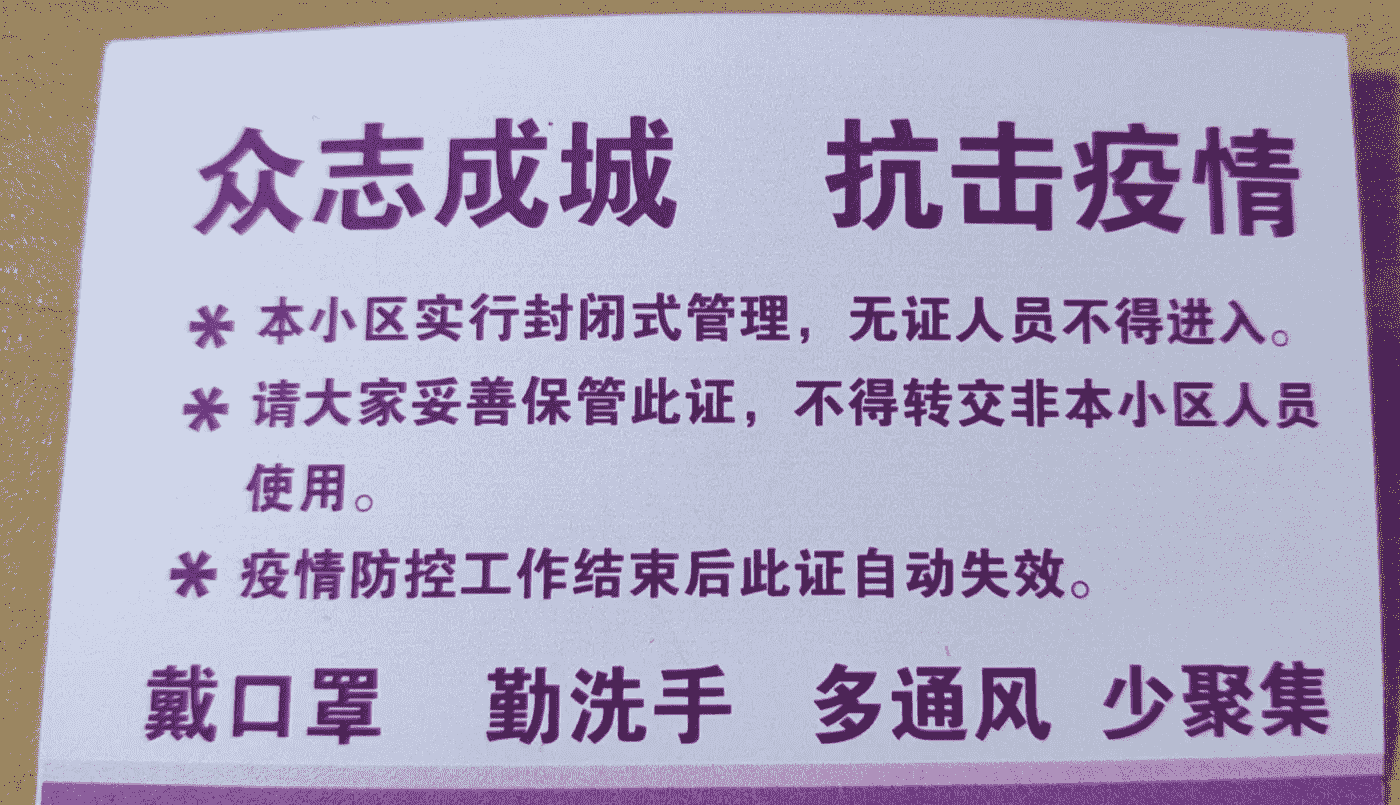 众志成城 抗击疫情
* 本小区实行封闭式管理，无证人员不得进入。
* 请大家妥善保管此证，不得转交非本小区人员
使用。
* 疫情防控工作结束后此证自动失效。
戴口罩 勤洗手 多通风 少聚集